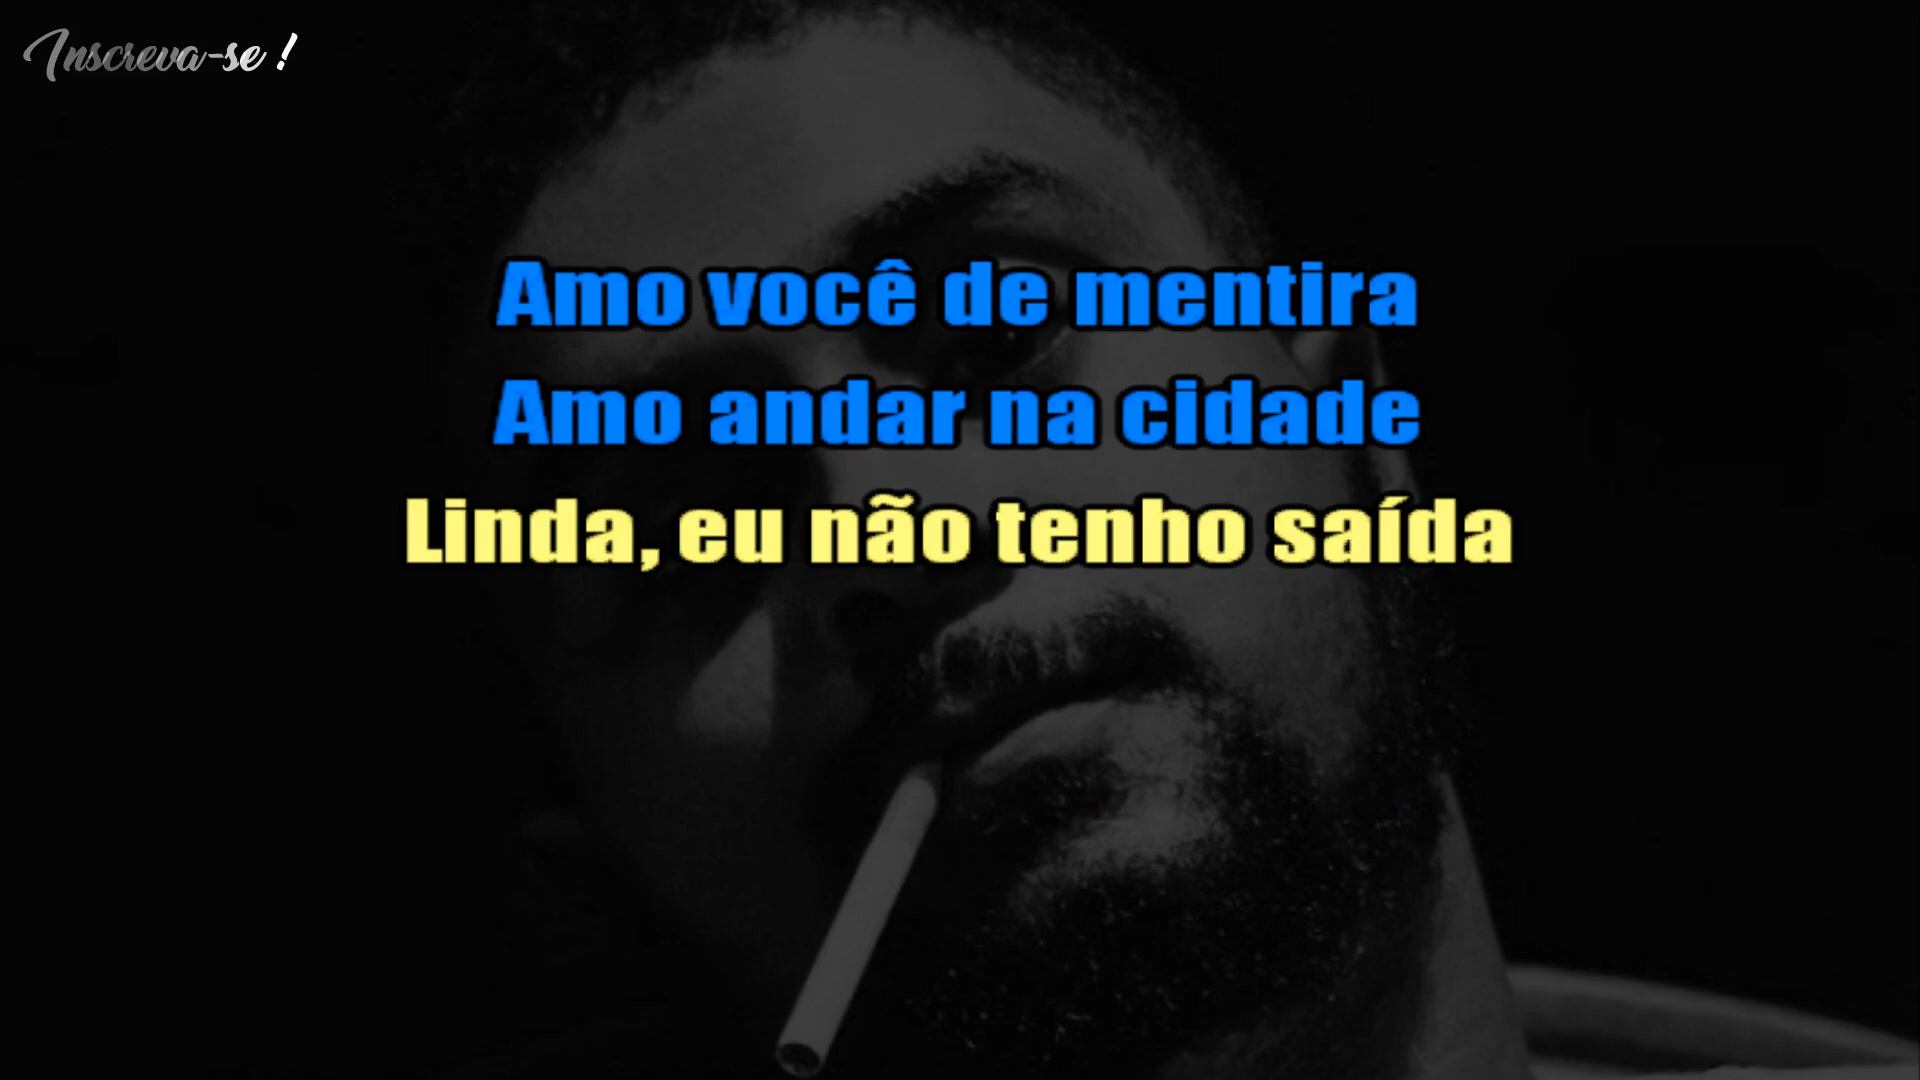 Inscreva-se !
Amo você de mentira
Amo andar na cidade
Linda, eu não tenho saída